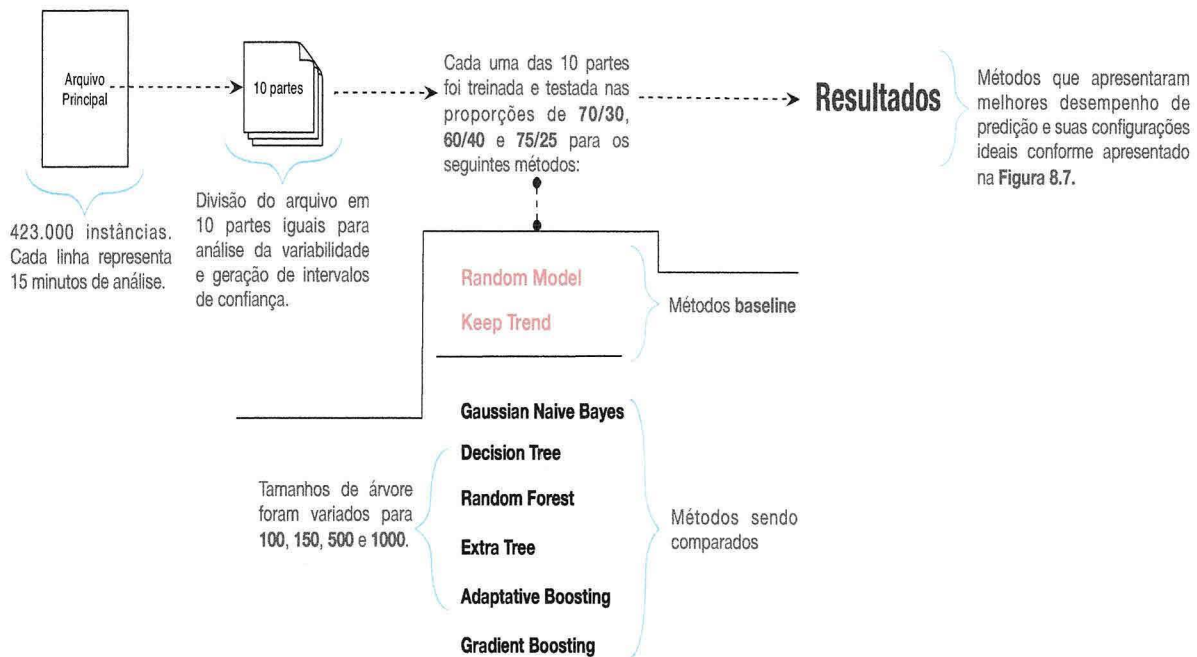 Arquivo
Principal
423.000 instâncias.
Cada linha representa
15 minutos de análise.
10 partes
Divisão do arquivo em
10 partes iguais para
análise da variabilidade
e geração de intervalos
de confiança.
Cada uma das 10 partes
foi treinada e testada nas
proporções de 70/30,
60/40 e 75/25 para os
seguintes métodos:
Resultados
Métodos que apresentaram
melhores desempenho de
predição e suas configurações
ideais conforme apresentado
na Figura 8.7.
Random Model
Keep Trend
Métodos baseline
Gaussian Naive Bayes
Decision Tree
Random Forest
Extra Tree
Adaptative Boosting
Gradient Boosting
Tamanhos de árvore
foram variados para
100, 150, 500 e 1000.
Métodos sendo
comparados